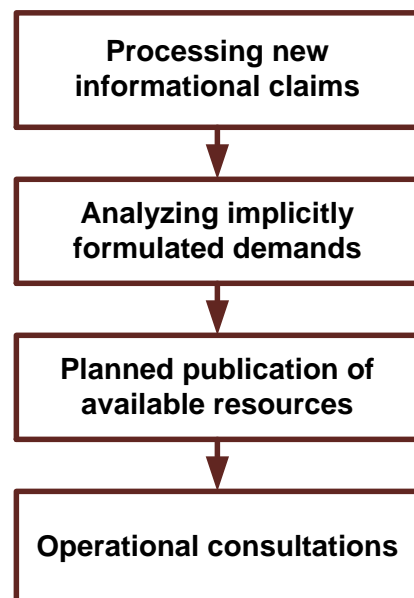 Processing new
informational claims
Analyzing implicitly
formulated demands
Planned publication of
available resources
Operational consultations